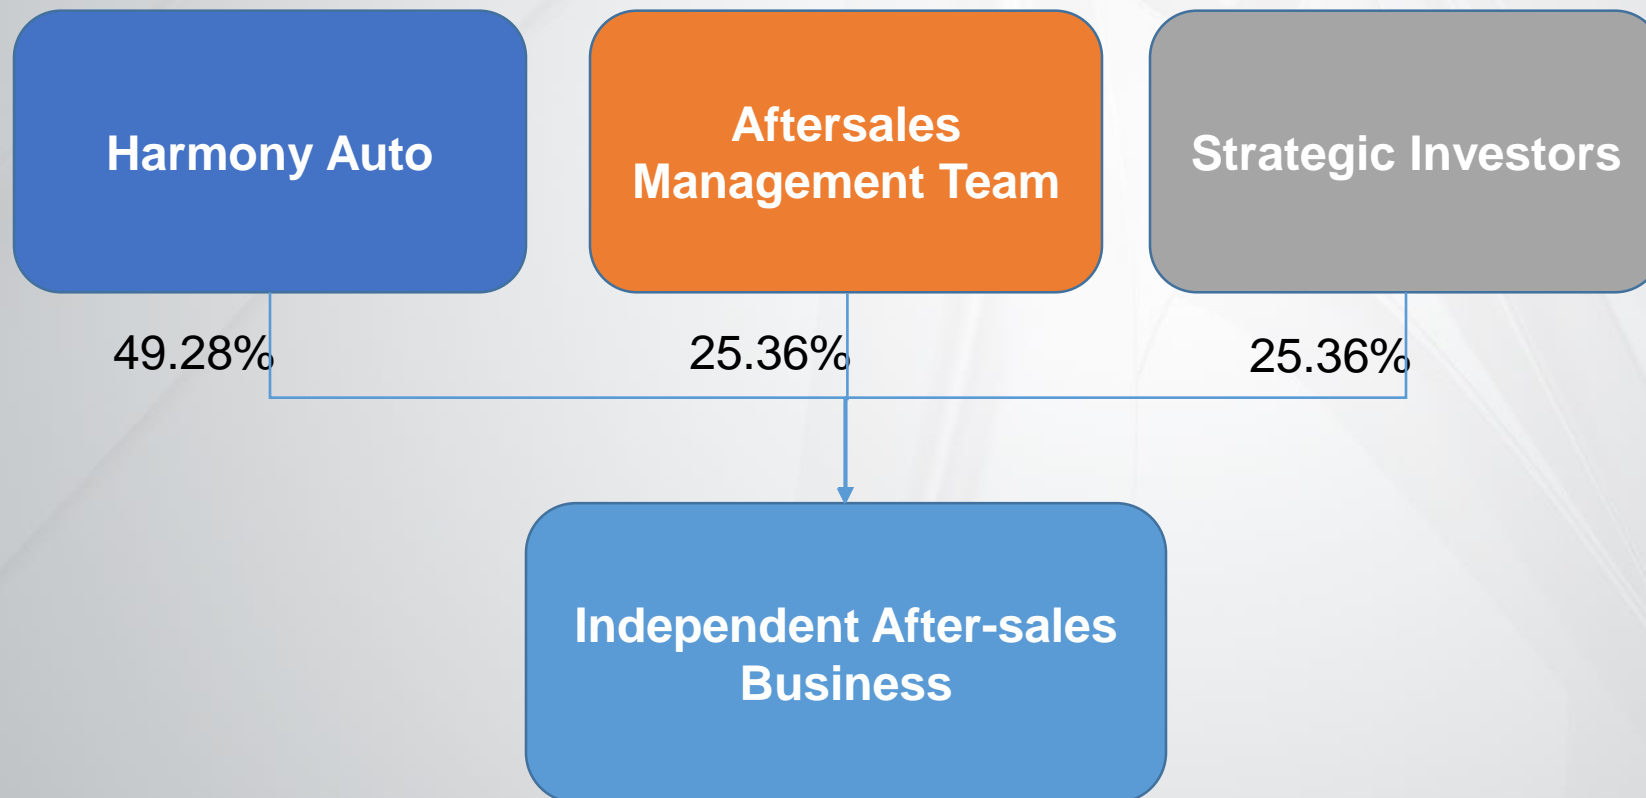 Harmony Auto
Aftersales
Management Team
Strategic Investors
49.28%
25.36%
25.36%
Independent After-sales
Business